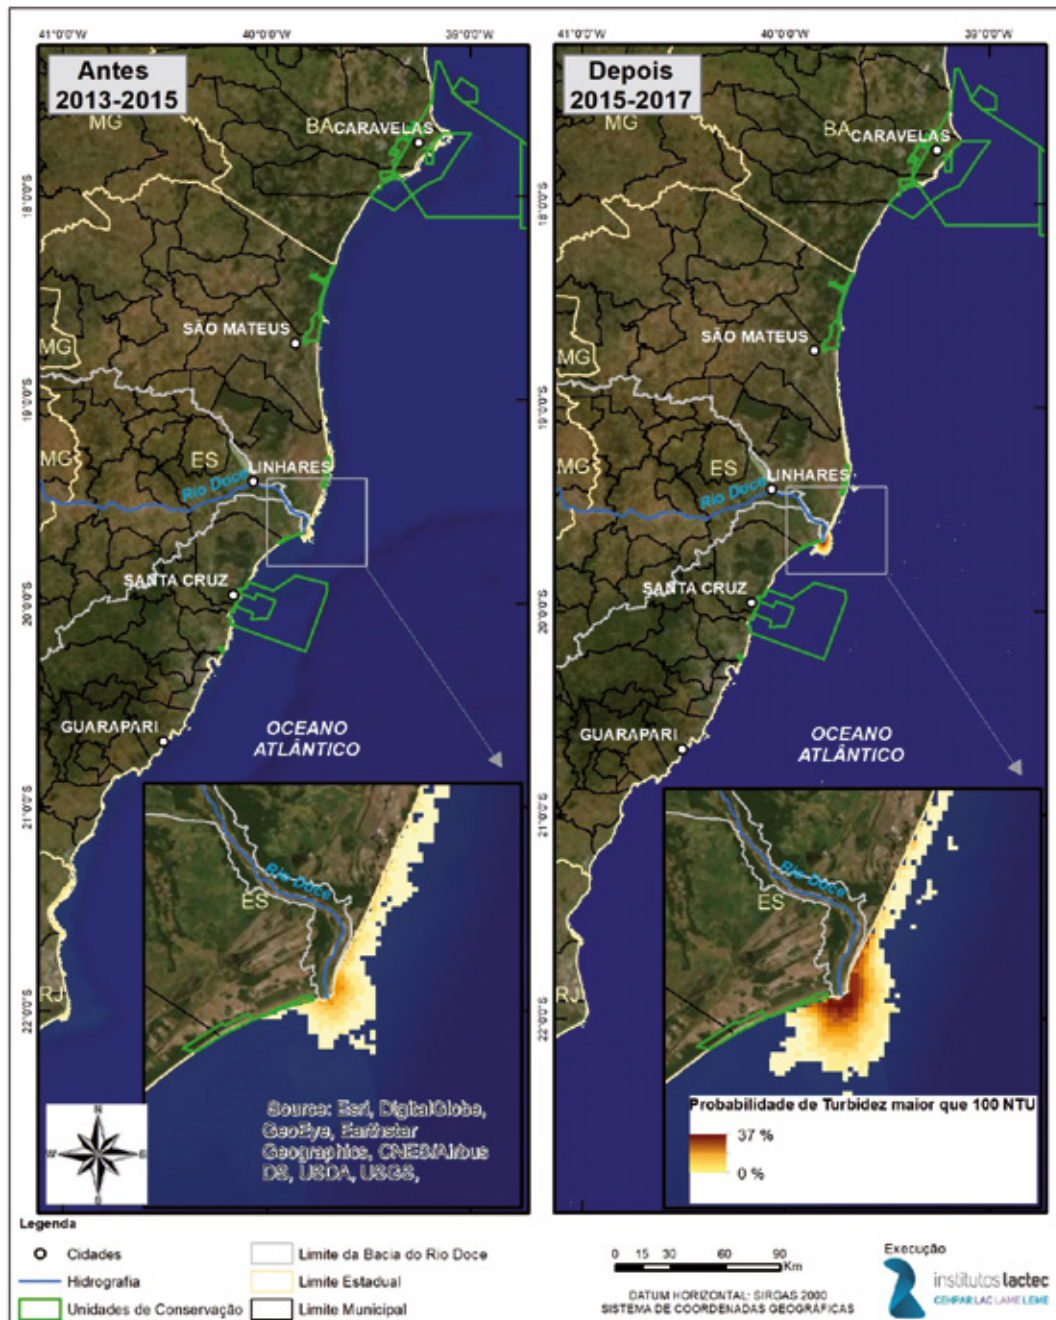 41°0'0"W 40°0'0"W 39°0'0"W
Antes
2013-2015
MG
BA
CARAVELAS
18°0'0"S
SÃO MATEUS
MG
19°0'0"S
MG
ES
LINHARES
Rio Doce
SANTA CRUZ
20°0'0"S
GUARAPARI
OCEANO
ATLÂNTICO
21°0'0"S
Rio Doce
ES
RJ
22°0'0"S
N
W
S
Source: Esri, DigitalGlobe,
GeoEye, Earthstar
Geographics, CNES/Airbus
DS, USDA, USGS,
41°0'0"W 40°0'0"W 39°0'0"W
Depois
2015-2017
MG
BA
CARAVELAS
18°0'0"S
SÃO MATEUS
MG
19°0'0"S
MG
ES
LINHARES
Rio Doce
SANTA CRUZ
20°0'0"S
GUARAPARI
OCEANO
ATLÂNTICO
21°0'0"S
Rio Doce
ES
RJ
22°0'0"S
Probabilidade de Turbidez maior que 100 NTU
37 %
0 %
Legenda
Cidades
Hidrografia
Unidades de Conservação
Limite da Bacia do Rio Doce
Limite Estadual
Limite Municipal
0 15 30 60 90
Km
DATUM HORIZONTAL: SIRGAS 2000
SISTEMA DE COORDENADAS GEOGRÁFICAS
Execução
institutos lactec
CEHPAR LAC LAME LEME